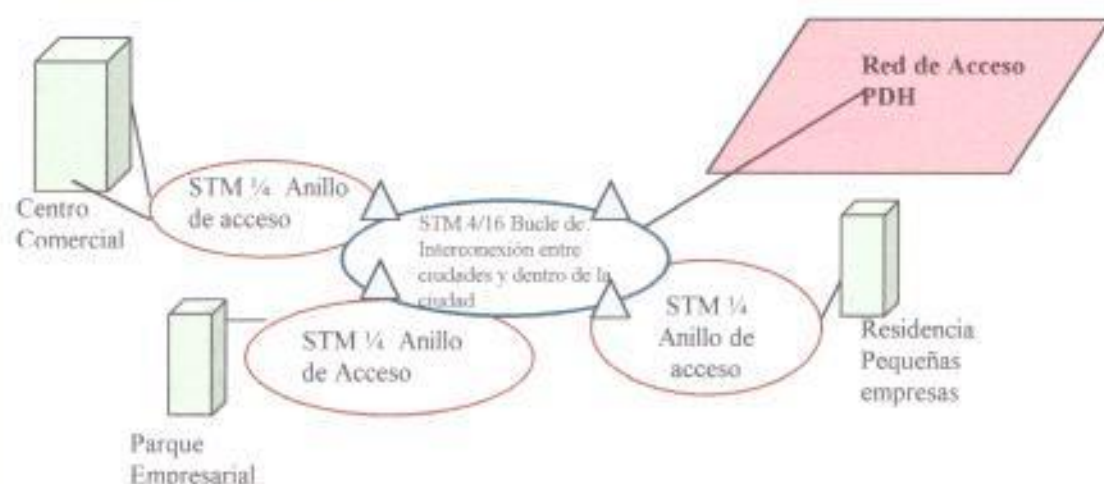 Red de Acceso
PDH
STM ¼ Anillo
de acceso
Centro
Comercial
STM 4/16 Bucle de
Interconexión entre
ciudades y dentro de la
ciudad
STM ¼ Anillo
de Acceso
STM ¼
Anillo de
acceso
Residencia
Pequeñas
empresas
Parque
Empresarial